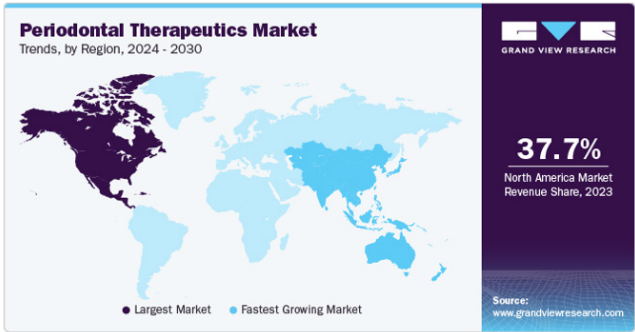 Periodontal Therapeutics Market
Trends, by Region, 2024 - 2030
GRAND VIEW RESEARCH
37.7%
North America Market
Revenue Share, 2023
Largest Market
Fastest Growing Market
Source:
www.grandviewresearch.com